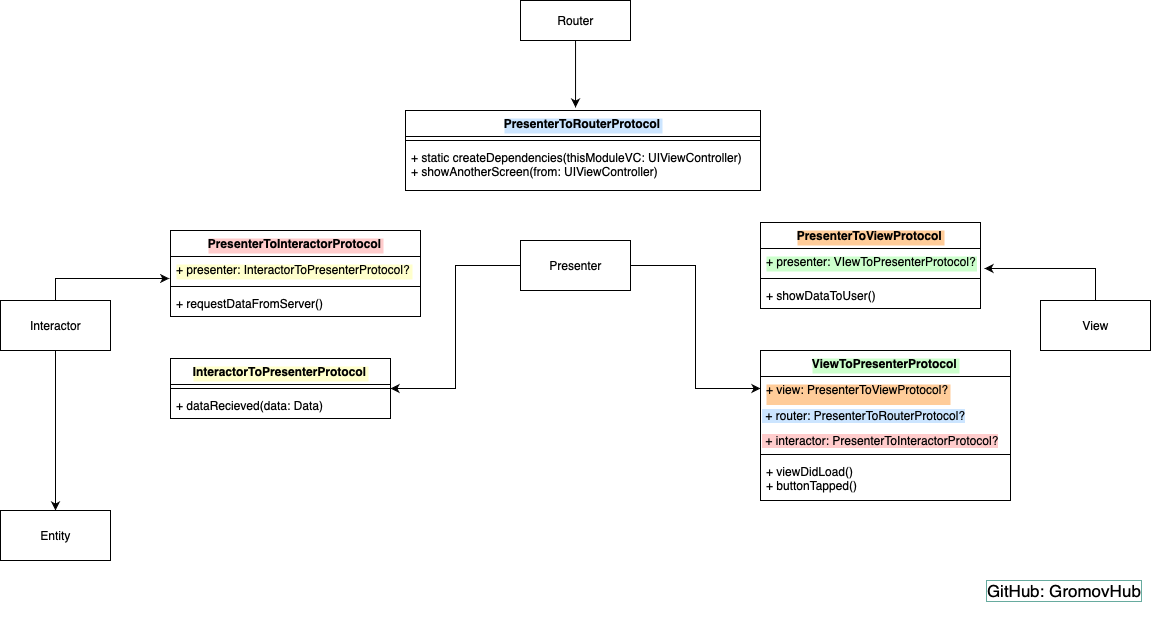 Router
PresenterToRouterProtocol
+ static createDependencies(thisModuleVC: UIViewController)
+ showAnotherScreen(from: UIViewController)
PresenterToInteractorProtocol
+ presenter: InteractorToPresenterProtocol?
+ requestDataFromServer()
Presenter
PresenterToViewProtocol
+ presenter: VIewToPresenterProtocol?
+ showDataToUser()
Interactor
View
InteractorToPresenterProtocol
+ dataRecieved(data: Data)
ViewToPresenterProtocol
+ view: PresenterToViewProtocol?
+ router: PresenterToRouterProtocol?
+ interactor: PresenterToInteractorProtocol?
+ viewDidLoad()
+ buttonTapped()
Entity
GitHub: GromovHub